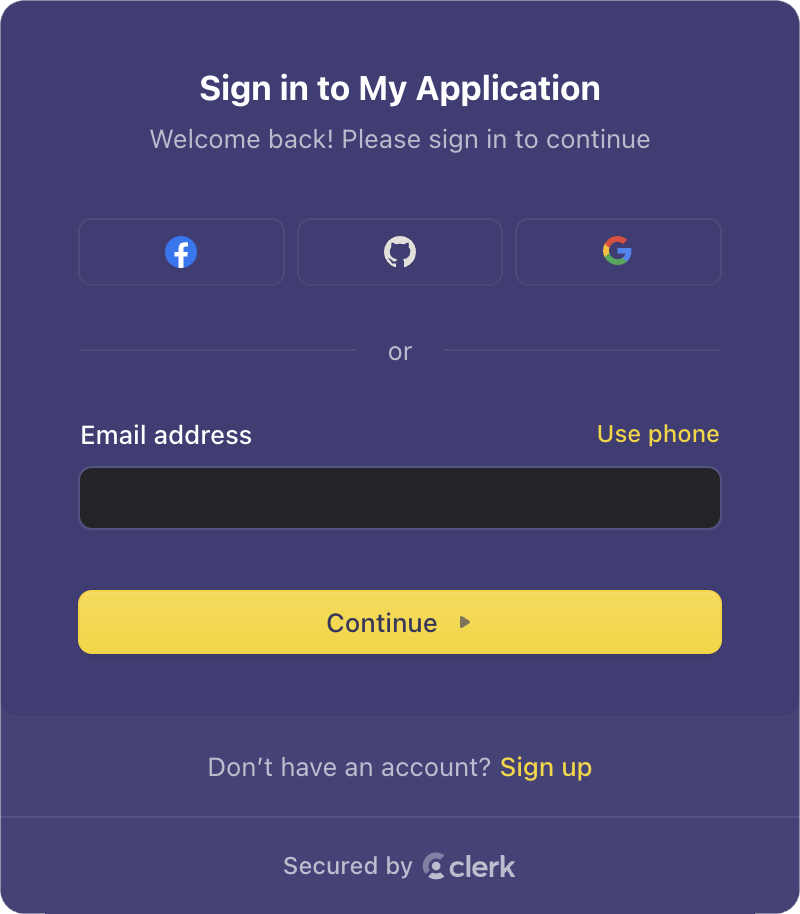 Sign in to My Application
Welcome back! Please sign in to continue
or
Email address Use phone
Continue
Don’t have an account? Sign up
Secured by clerk